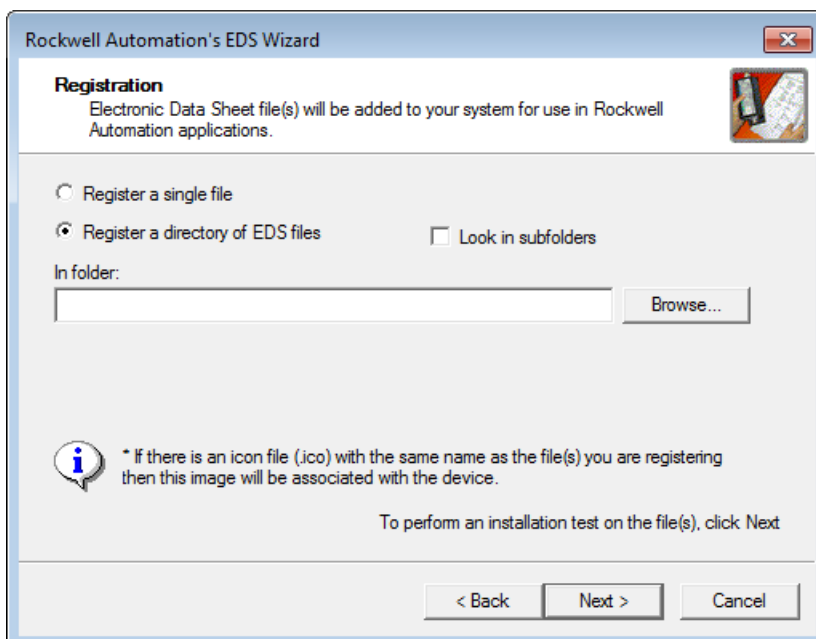 Rockwell Automation's EDS Wizard
Registration
Electronic Data Sheet file(s) will be added to your system for use in Rockwell
Automation applications.
Register a single file
Register a directory of EDS files
Look in subfolders
In folder:
Browse...
* If there is an icon file (.ico) with the same name as the file(s) you are registering
then this image will be associated with the device.
To perform an installation test on the file(s), click Next
< Back
Next >
Cancel